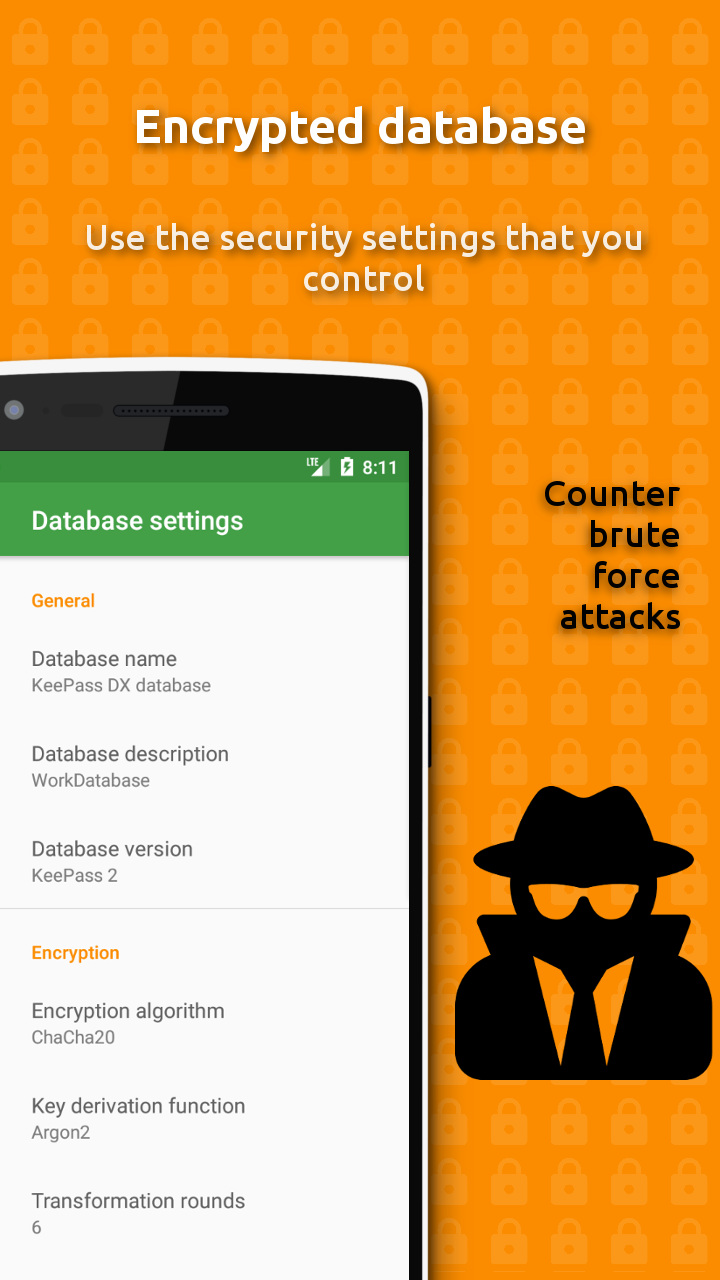 Encrypted database
Use the security settings that you
control
LTE 8:11
Database settings
Counter
brute
force
attacks
General
Database name
KeePass DX database
Database description
WorkDatabase
Database version
KeePass 2
Encryption
Encryption algorithm
ChaCha20
Key derivation function
Argon2
Transformation rounds
6